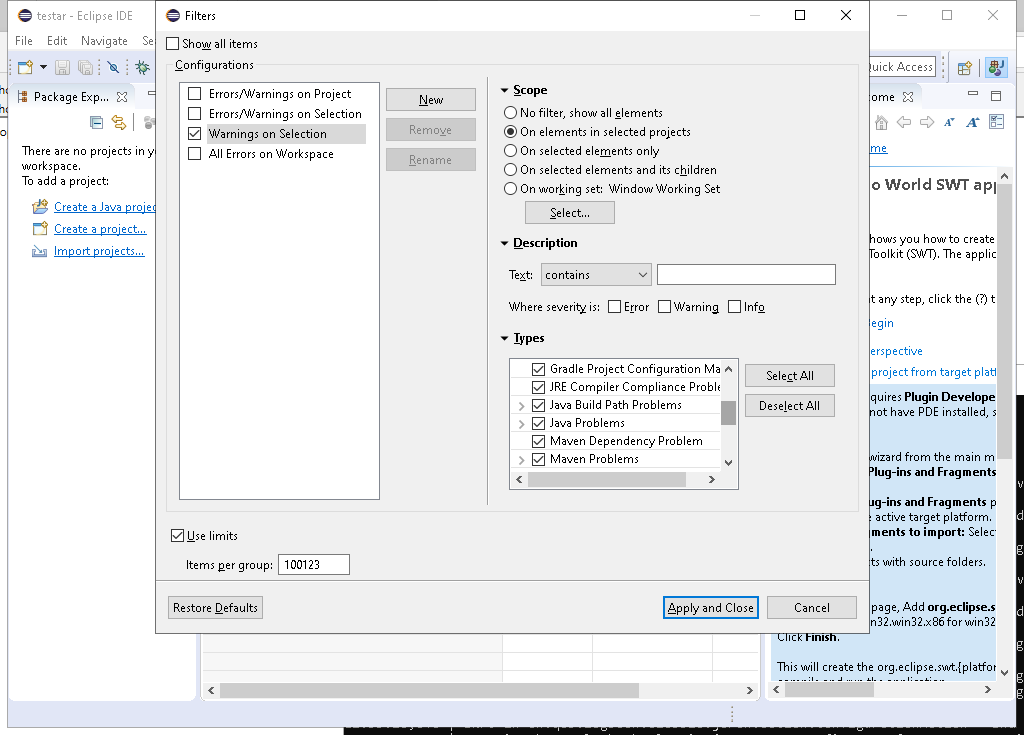 testar - Eclipse IDE
File Edit Navigate
Package Exp...
There are no projects in
workspace.
To add a project:
Create a Java
Create a project...
Import projects...
Filters
Show all items
Configurations
Errors/Warnings on Project
Errors/Warnings on Selection
Warnings on Selection
All Errors on Workspace
New
Remove
Rename
Scope
No filter, show all elements
On elements in selected projects
On selected elements only
On selected elements and its children
On working set: Window Working Set
Select...
Description
Text: contains
Where severity is: Error Warning Info
Types
Gradle Project Configuration Ma
JRE Compiler Compliance Proble
Java Build Path Problems
Java Problems
Maven Dependency Problem
Maven Problems
Select All
Deselect All
Use limits
Items per group: 100123
Restore Defaults
Apply and Close
Cancel
Quick Access
ome
me
o World SWT app
hows you how to create
Toolkit (SWT). The applic
t any step, click the (?) t
Begin
erspective
project from target platf
quires Plugin Develope
not have PDE installed, s
wizard from the main m
Plug-ins and Fragments
ug-ins and Fragments p
e active target platform.
gments to import: Select
ts with source folders.
page, Add org.eclipse.s
n32.win32.x86 for win32
Click Finish.
This will create the org.eclipse.swt.{platfor
compile and run the application